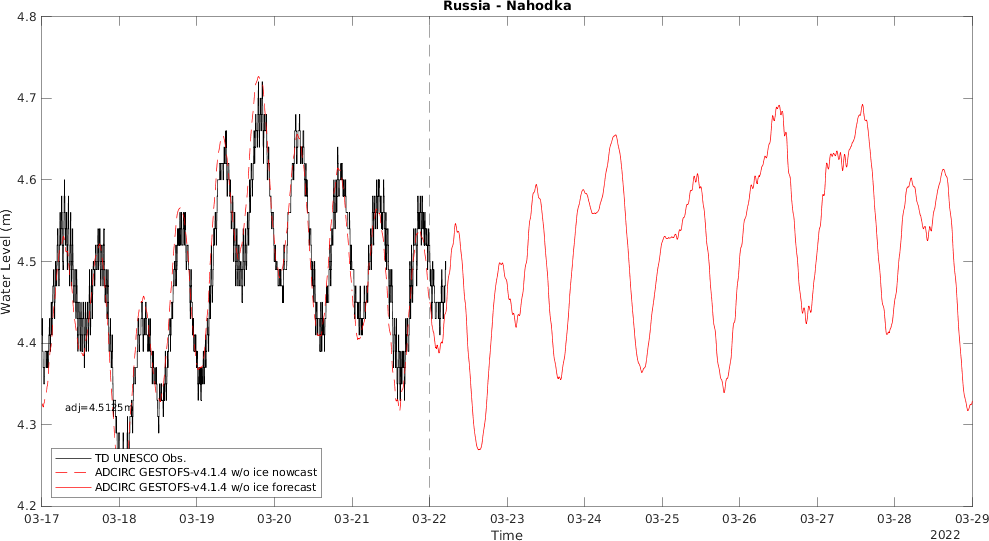 Russia - Nahodka
4.8
4.7
4.6
4.5
4.4
4.3
4.2
Water Level (m)
adj=4.5125m
TD UNESCO Obs.
ADCIRC GESTOFS-v4.1.4 w/o ice nowcast
ADCIRC GESTOFS-v4.1.4 w/o ice forecast
03-17 03-18 03-19 03-20 03-21 03-22 03-23 03-24 03-25 03-26 03-27 03-28 03-29
Time
2022